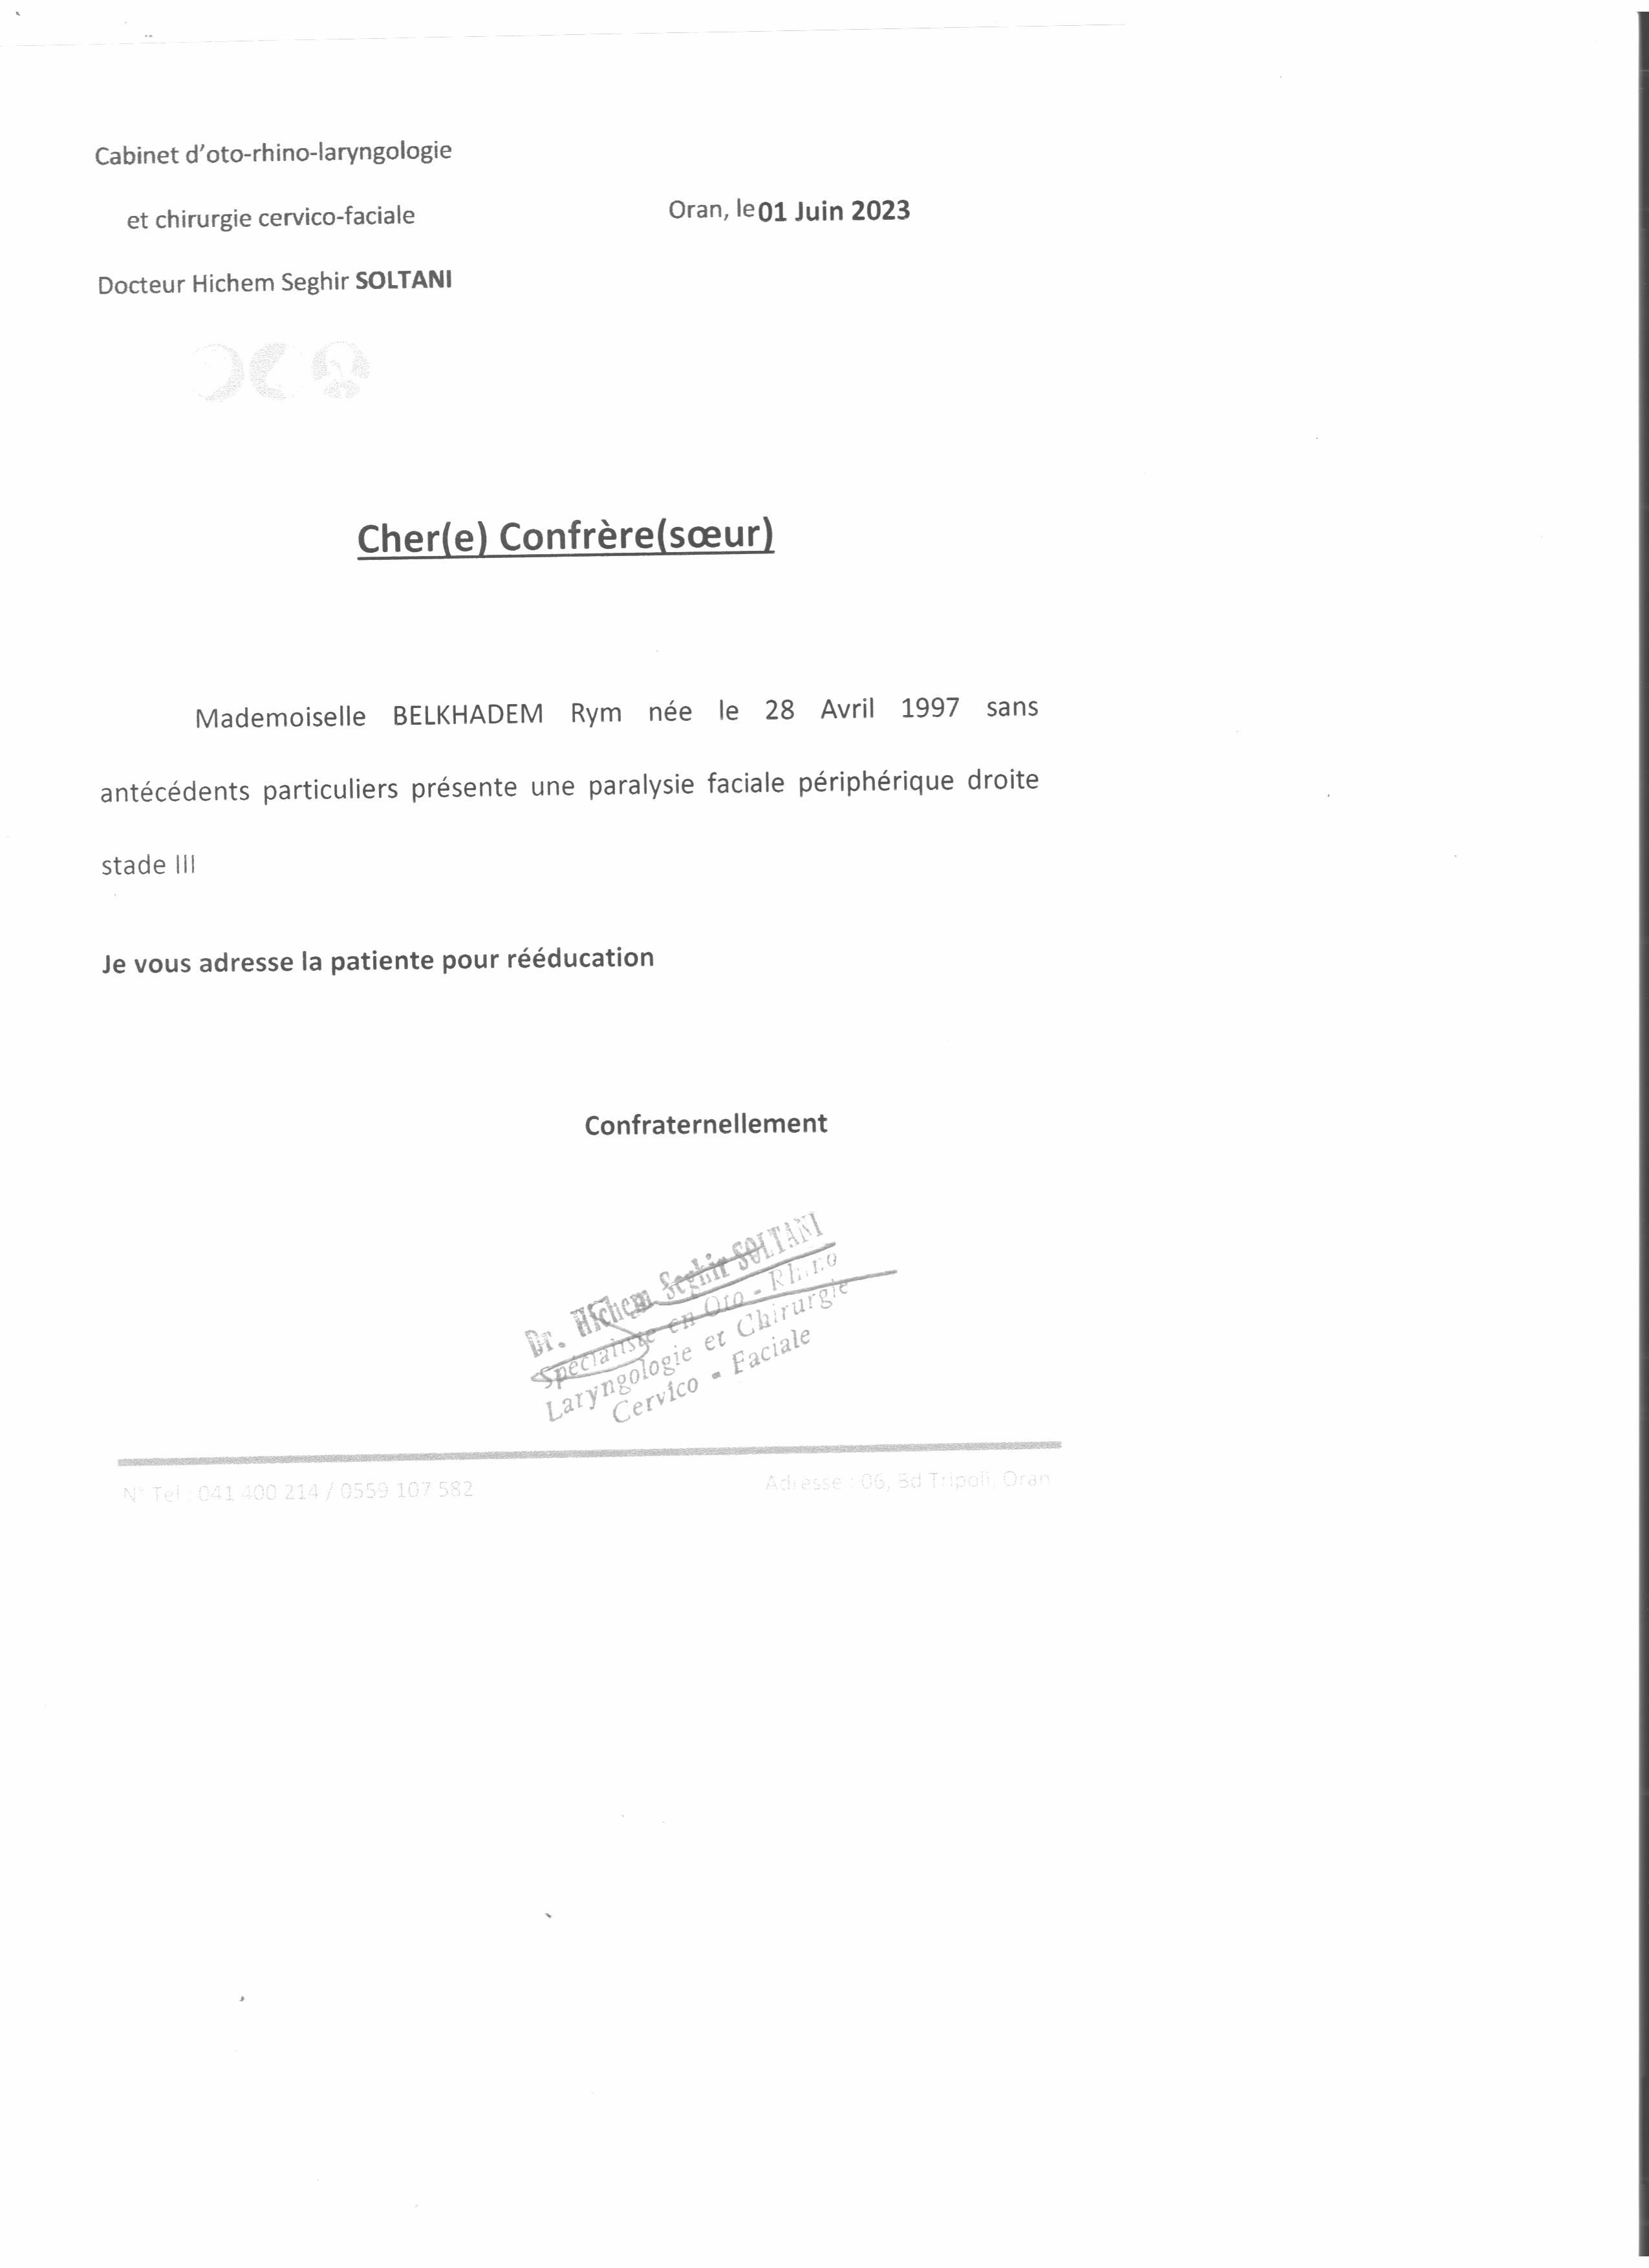 Cabinet d'oto-rhino-laryngologie
et chirurgie cervico-faciale
Oran, le 01 Juin 2023
Docteur Hichem Seghir SOLTANI
Cher(e) Confrère(sœur)
Mademoiselle BELKHADEM Rym née le 28 Avril 1997 sans
antécédents particuliers présente une paralysie faciale périphérique droite
stade III
Je vous adresse la patiente pour rééducation
Confraternellement
Dr. Hichem Seghir SOLTANI
Spécialiste en Oto - Rhino
Laryngologie et Chirurgie
Cervico - Faciale
N° Tel : 041 400 214 / 0559 107 582
Adresse : 06, Bd Tripoli, Oran